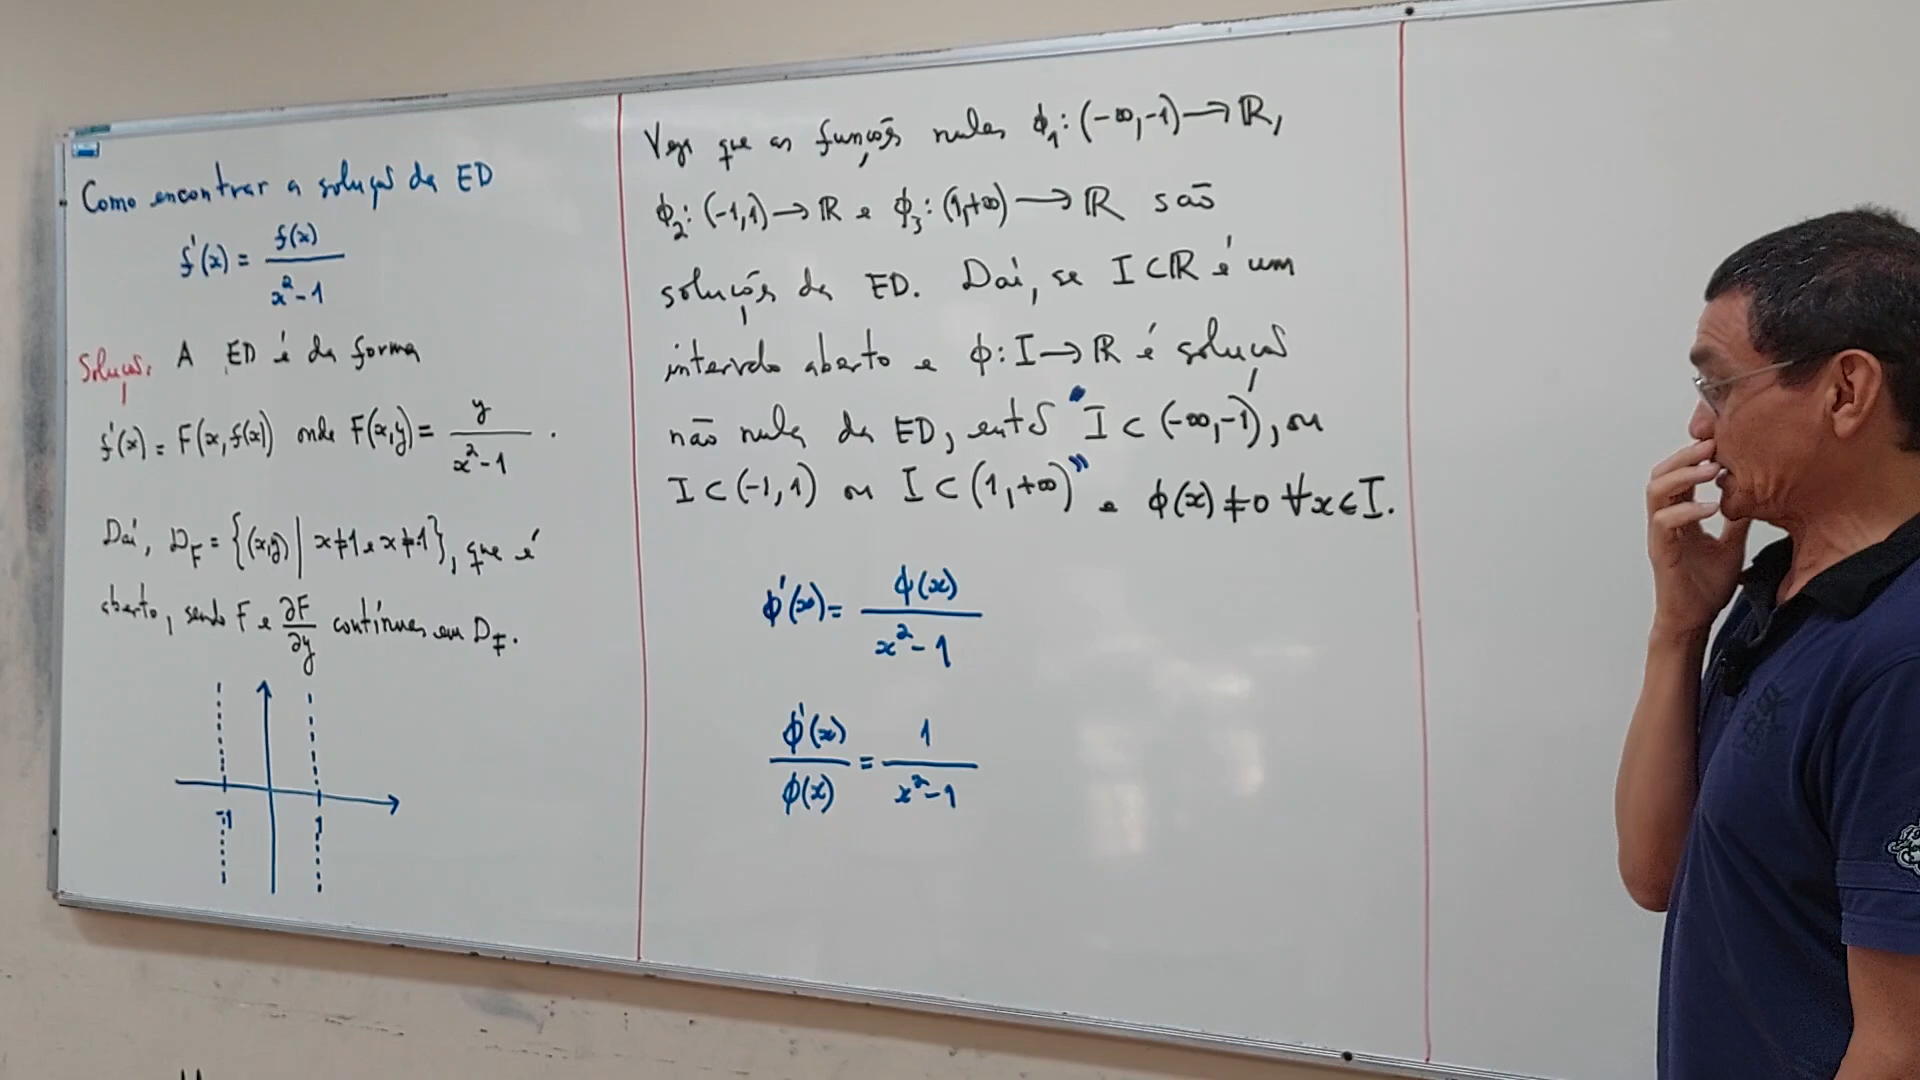 Como encontrar a solução da ED
f'(x) = f(x) / x² - 1
Solução. A ED é da forma
f'(x) = F(x, f(x)) onde F(x,y) = y / x² - 1 .
Daí, D_F = {(x,y) | x≠1 e x≠-1}, que é
aberto, sendo F e ∂F/∂y contínuas em D_F.
-1 1
Veja que as funções nulas ϕ₁: (-∞,-1) → ℝ,
ϕ₂: (-1,1) → ℝ e ϕ₃: (1,+∞) → ℝ são
soluções da ED. Daí, se I ⊂ ℝ é um
intervalo aberto e ϕ: I → ℝ é solução
não nula da ED, então "I ⊂ (-∞,-1), ou
I ⊂ (-1,1) ou I ⊂ (1,+∞)" e ϕ(x) ≠ 0 ∀x ∈ I.
ϕ'(x) = ϕ(x) / x² - 1
ϕ'(x) / ϕ(x) = 1 / x² - 1